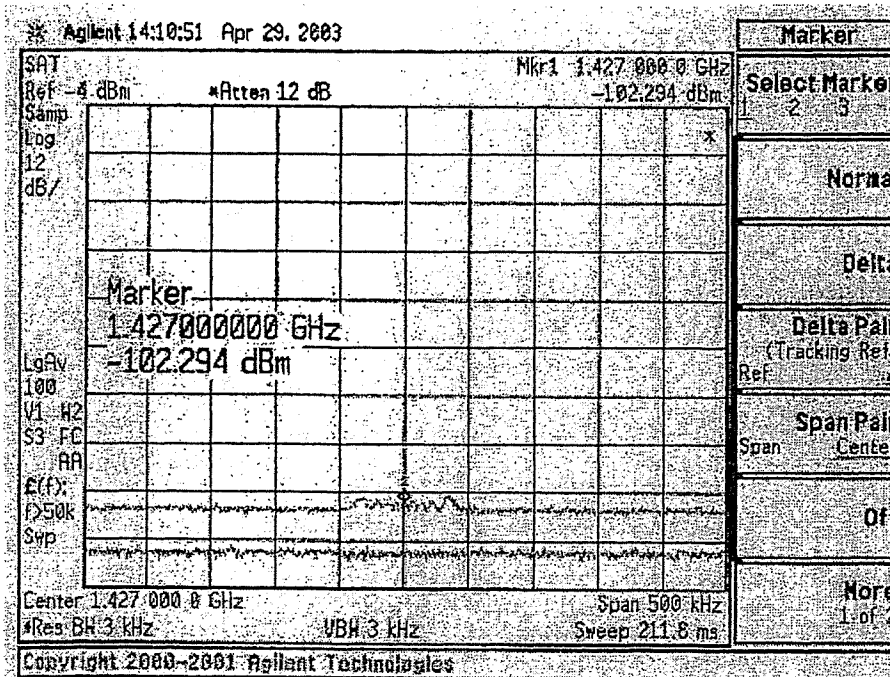 Agilent 14:10:51 Apr 29, 2003
Marker
SAT
Mkr1 1.427 000 0 GHz
Ref -4 dBm
*Atten 12 dB
-102.294 dBm
Select Marker
1 2 3
Samp
Log
12
dB/
Norma
Delta
Marker
1.427000000 GHz
-102.294 dBm
Delta Pair
(Tracking Ref
Ref
LgAv
100
V1 W2
S3 FC
AA
Span Pair
Span Center
£(f):
f>50k
Swp
Of
Center 1.427 000 0 GHz
Span 500 kHz
*Res BW 3 kHz
VBW 3 kHz
Sweep 211.8 ms
More
1 of
Copyright 2000-2001 Agilent Technologies